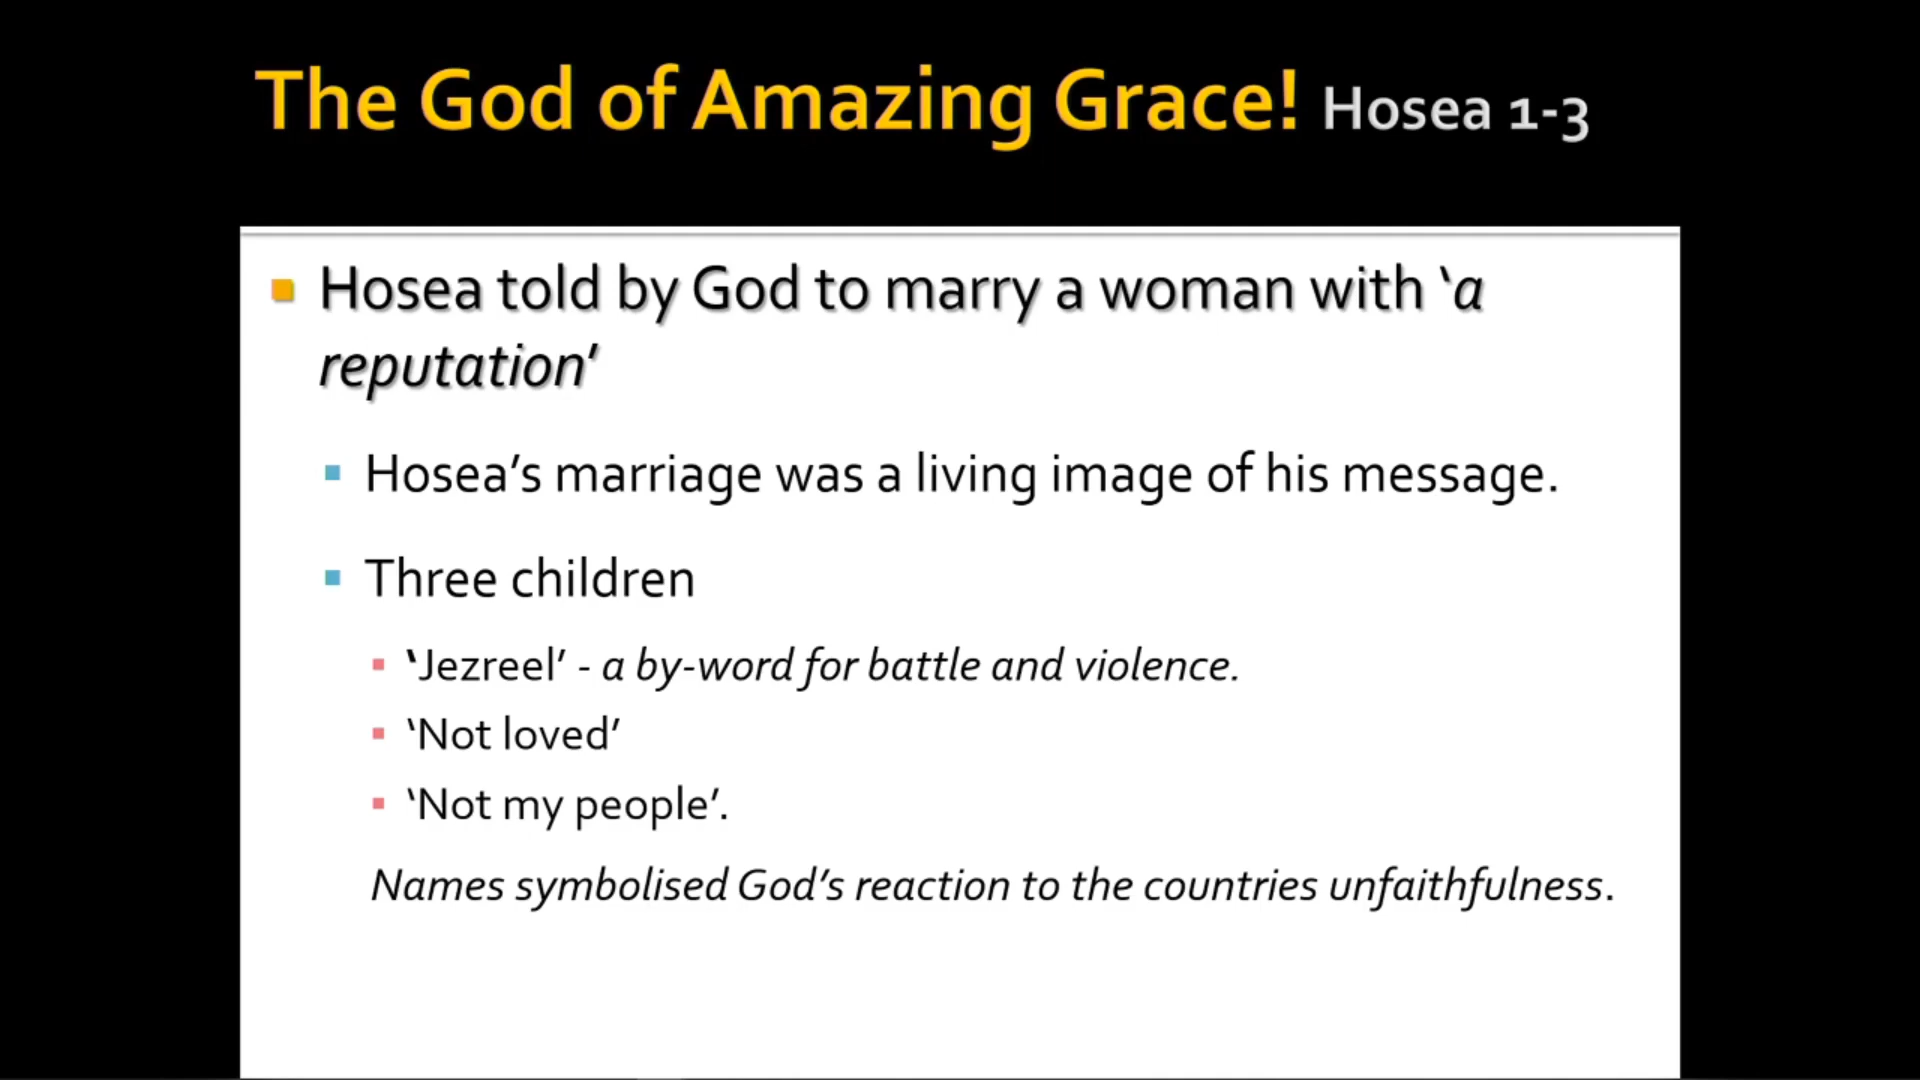 The God of Amazing Grace! Hosea 1-3
Hosea told by God to marry a woman with ‘a
reputation’
Hosea’s marriage was a living image of his message.
Three children
‘Jezreel’ - a by-word for battle and violence.
‘Not loved’
‘Not my people’.
Names symbolised God’s reaction to the countries unfaithfulness.